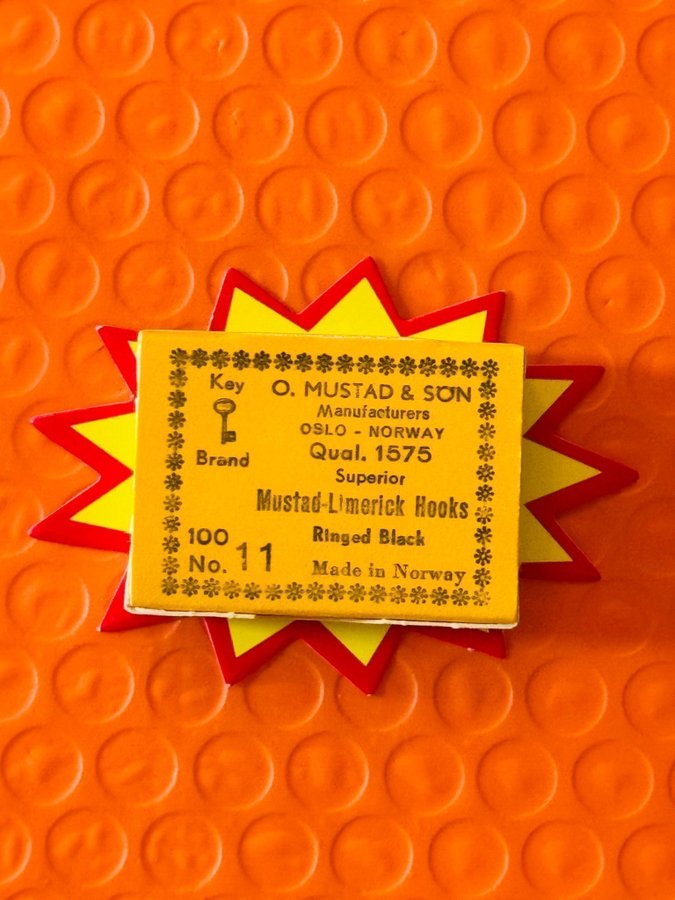 Key
Brand
O. MUSTAD & SÖN
Manufacturers
OSLO - NORWAY
Qual. 1575
Superior
Mustad-Limerick Hooks
100
No. 11
Ringed Black
Made in Norway